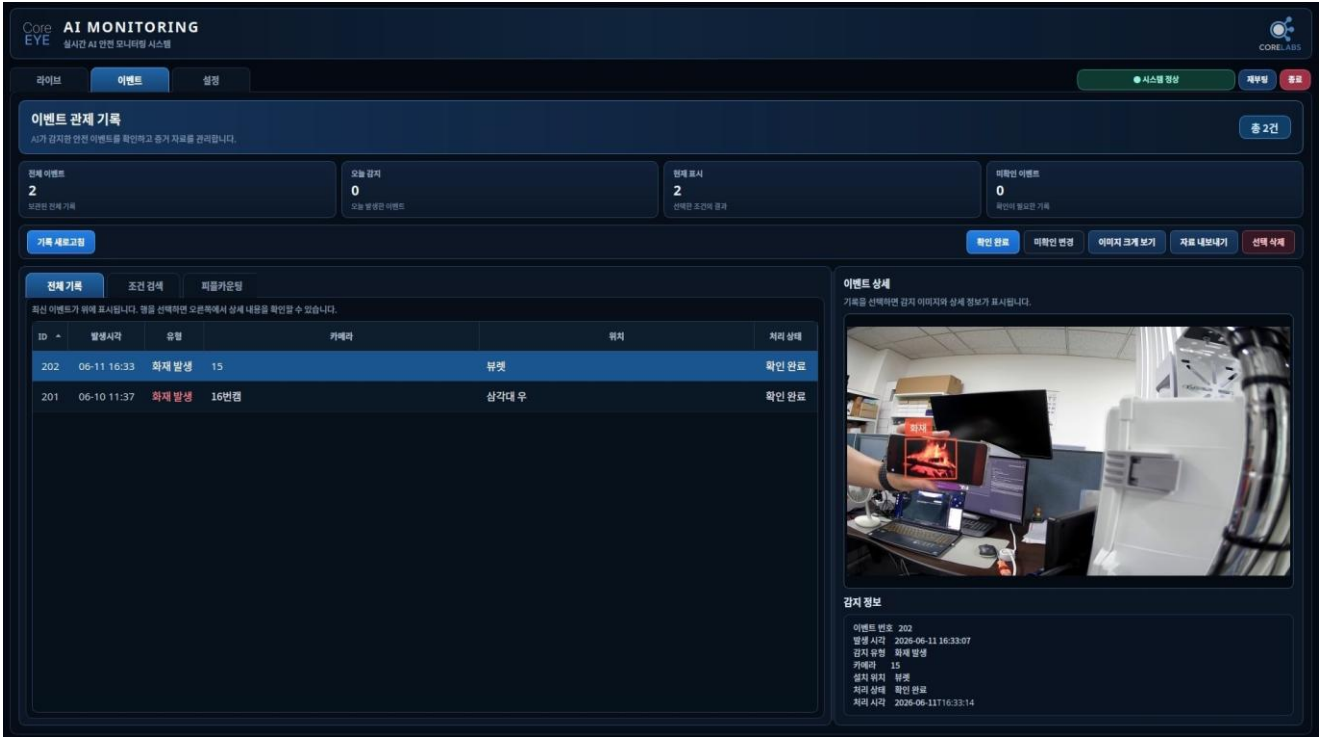 Core EYE
AI MONITORING
실시간 AI 안전 모니터링 시스템
CORELABS
라이브 이벤트 설정
시스템 정상 재부팅 종료
이벤트 관제 기록
AI가 감지한 안전 이벤트를 확인하고 증거 자료를 관리합니다.
총 2건
전체 이벤트
2
보관된 전체 기록
오늘 감지
0
오늘 발생한 이벤트
현재 표시
2
선택한 조건의 결과
미확인 이벤트
0
확인이 필요한 기록
기록 새로고침
확인 완료 미확인 변경 이미지 크게 보기 자료 내보내기 선택 삭제
전체 기록 조건 검색 피플카운팅
최신 이벤트가 위에 표시됩니다. 행을 선택하면 오른쪽에서 상세 내용을 확인할 수 있습니다.
ID 발생시각 유형 카메라 위치 처리 상태
202 06-11 16:33 화재 발생 15 뷰렛 확인 완료
201 06-10 11:37 화재 발생 16번캠 삼각대 우 확인 완료
이벤트 상세
기록을 선택하면 감지 이미지와 상세 정보가 표시됩니다.
화재
감지 정보
이벤트 번호 202
발생 시각 2026-06-11 16:33:07
감지 유형 화재 발생
카메라 15
설치 위치 뷰렛
처리 상태 확인 완료
처리 시각 2026-06-11T16:33:14